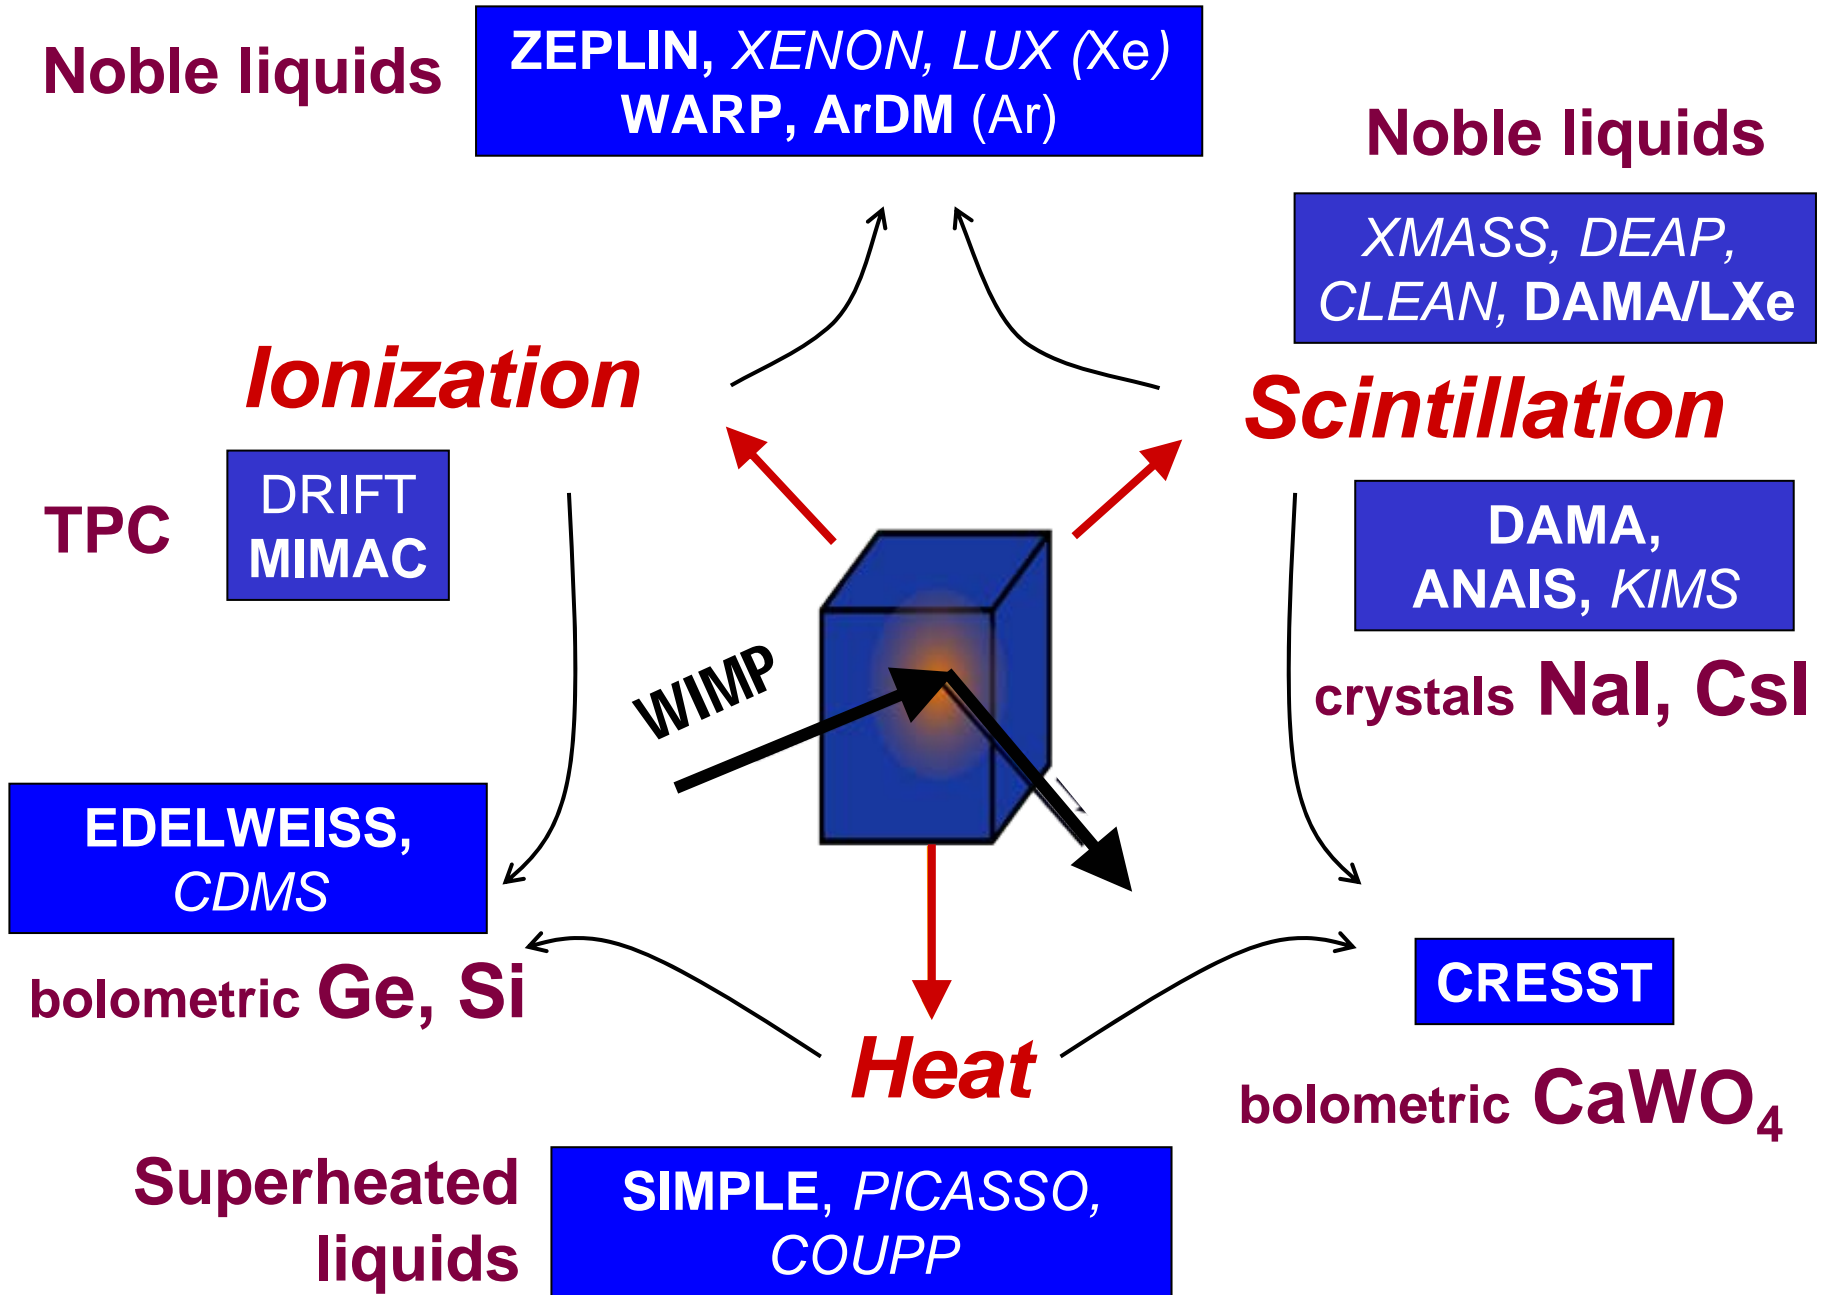 Noble liquids
ZEPLIN, XENON, LUX (Xe)
WARP, ArDM (Ar)
Noble liquids
XMASS, DEAP,
CLEAN, DAMA/LXe
Ionization
Scintillation
TPC
DRIFT
MIMAC
DAMA,
ANAIS, KIMS
crystals NaI, CsI
WIMP
EDELWEISS,
CDMS
bolometric Ge, Si
CRESST
bolometric CaWO₄
Heat
Superheated
liquids
SIMPLE, PICASSO,
COUPP